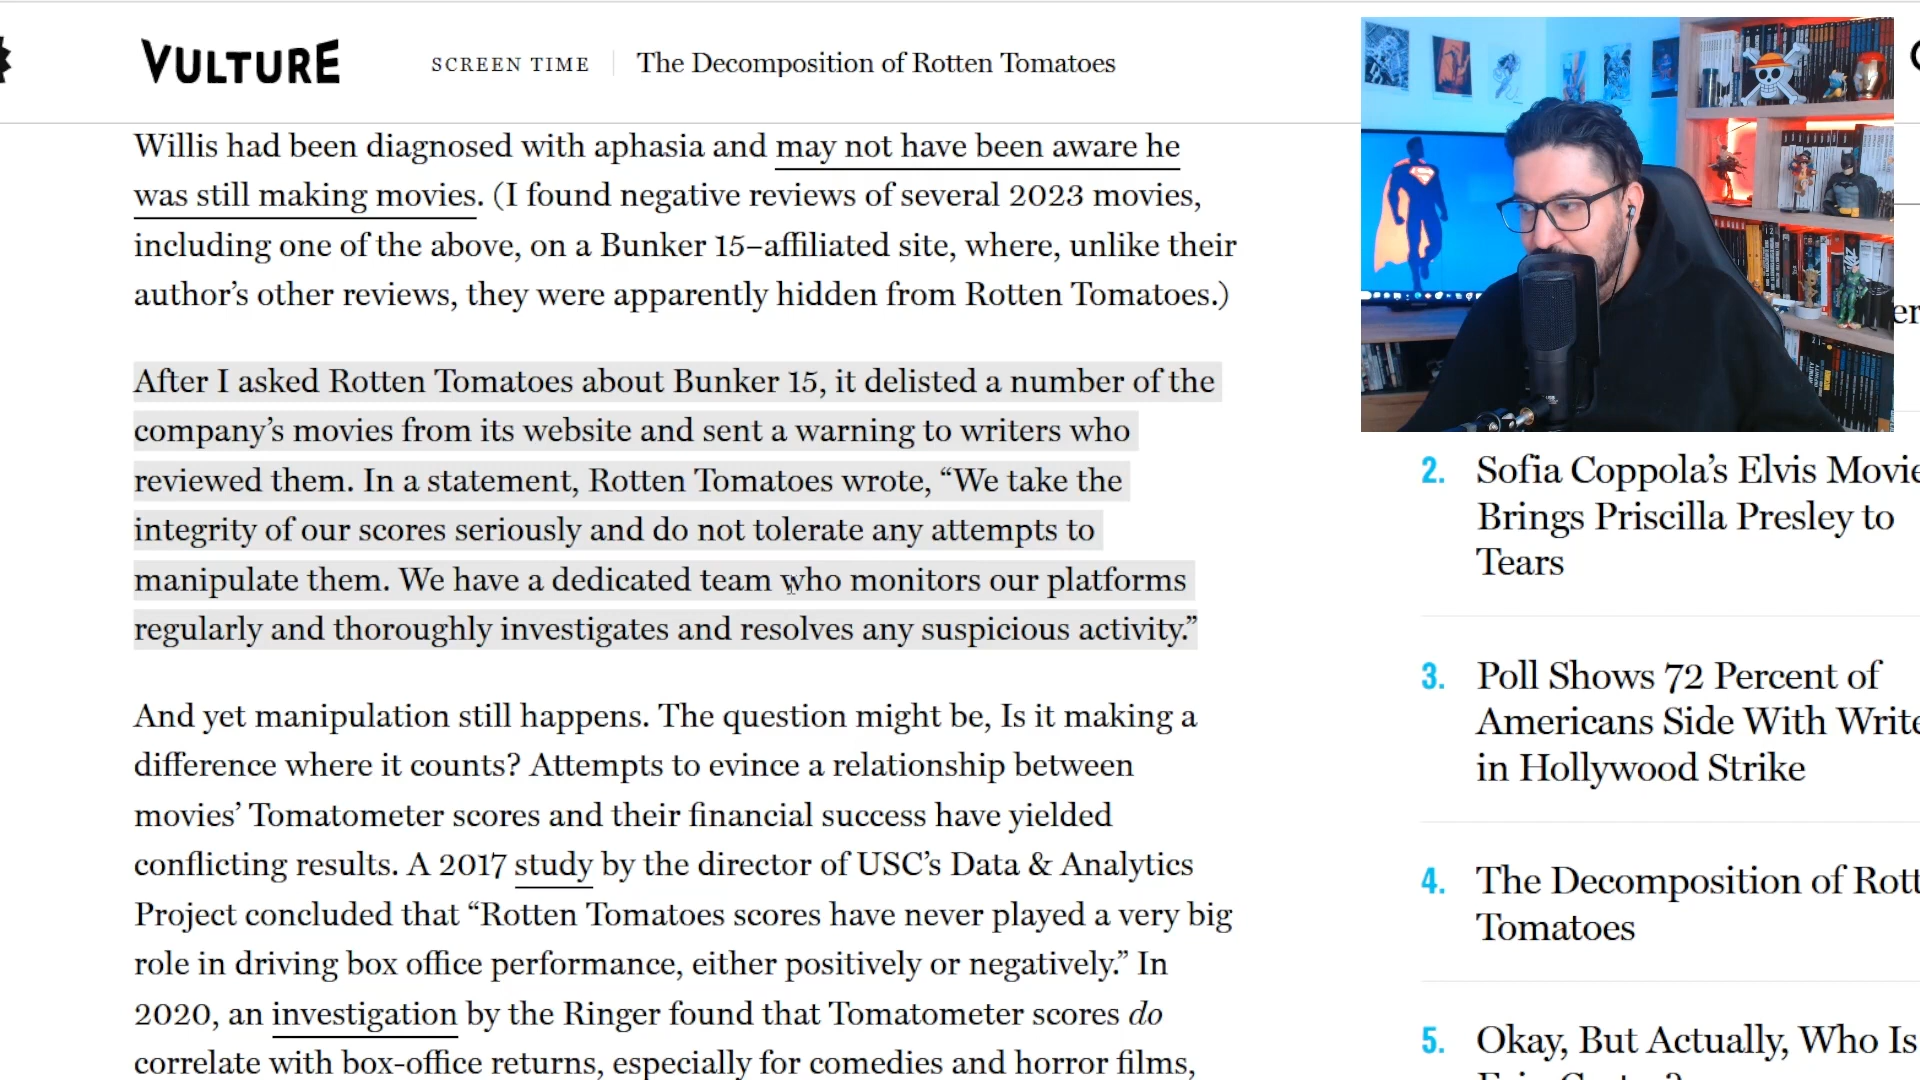 VULTURE
SCREEN TIME
The Decomposition of Rotten Tomatoes
Willis had been diagnosed with aphasia and may not have been aware he
was still making movies. (I found negative reviews of several 2023 movies,
including one of the above, on a Bunker 15–affiliated site, where, unlike their
author’s other reviews, they were apparently hidden from Rotten Tomatoes.)
After I asked Rotten Tomatoes about Bunker 15, it delisted a number of the
company’s movies from its website and sent a warning to writers who
reviewed them. In a statement, Rotten Tomatoes wrote, “We take the
integrity of our scores seriously and do not tolerate any attempts to
manipulate them. We have a dedicated team who monitors our platforms
regularly and thoroughly investigates and resolves any suspicious activity.”
And yet manipulation still happens. The question might be, Is it making a
difference where it counts? Attempts to evince a relationship between
movies’ Tomatometer scores and their financial success have yielded
conflicting results. A 2017 study by the director of USC’s Data & Analytics
Project concluded that “Rotten Tomatoes scores have never played a very big
role in driving box office performance, either positively or negatively.” In
2020, an investigation by the Ringer found that Tomatometer scores do
correlate with box-office returns, especially for comedies and horror films,
er
2. Sofia Coppola’s Elvis Movie
Brings Priscilla Presley to
Tears
3. Poll Shows 72 Percent of
Americans Side With Write
in Hollywood Strike
4. The Decomposition of Rott
Tomatoes
5. Okay, But Actually, Who Is